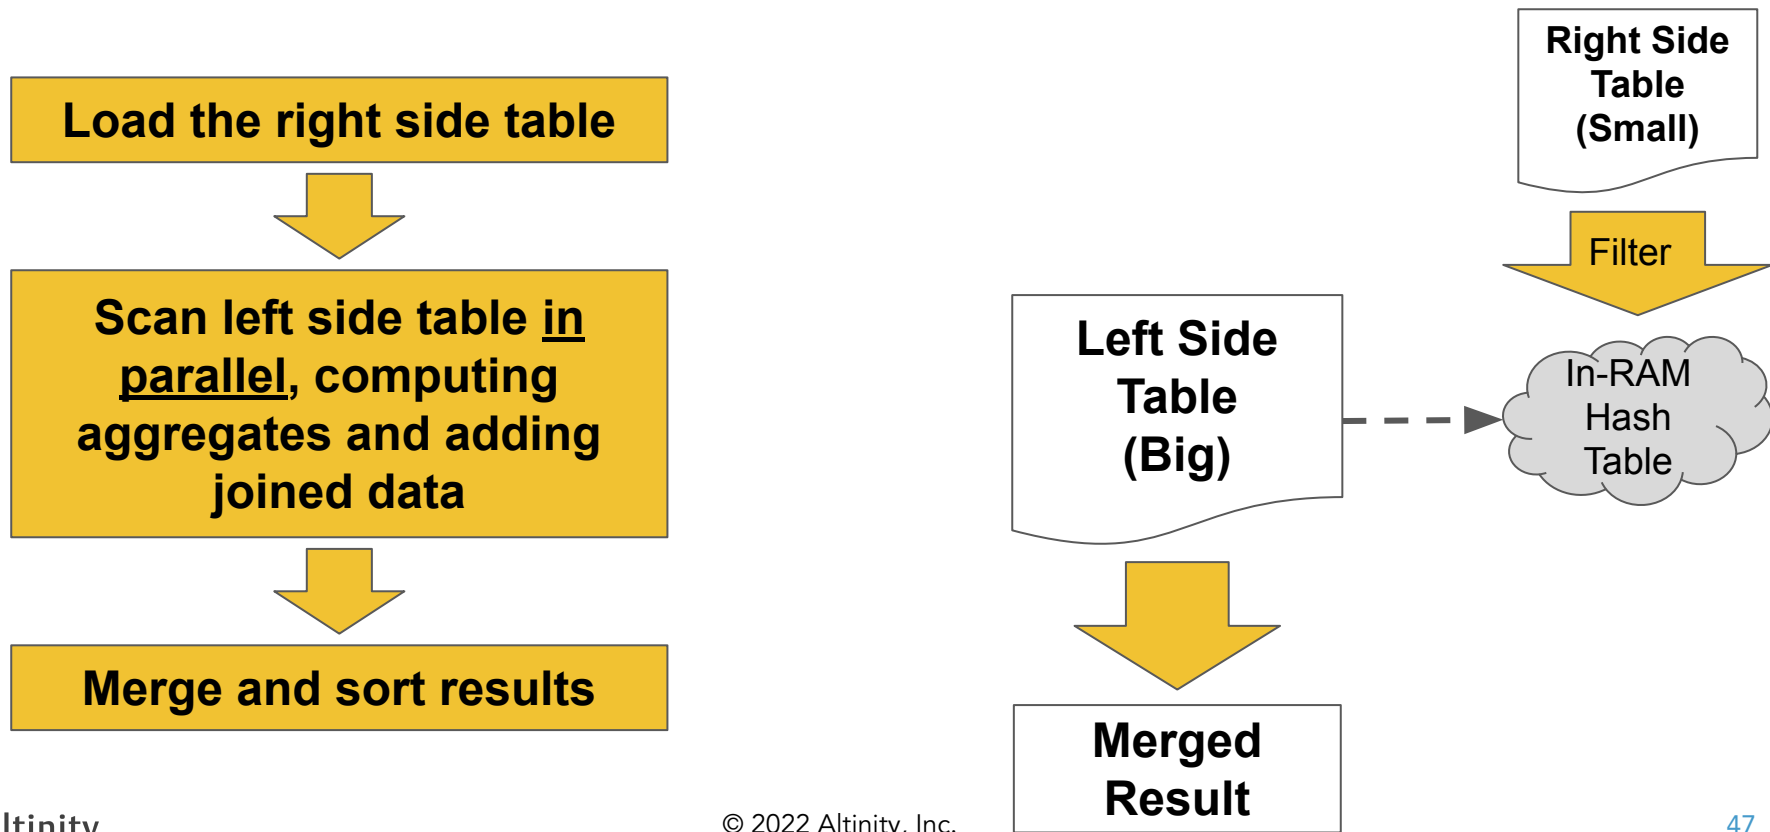 Load the right side table
Scan left side table in
parallel, computing
aggregates and adding
joined data
Merge and sort results
Right Side
Table
(Small)
Filter
In-RAM
Hash
Table
Left Side
Table
(Big)
Merged
Result
ltinity
© 2022 Altinity, Inc.
47